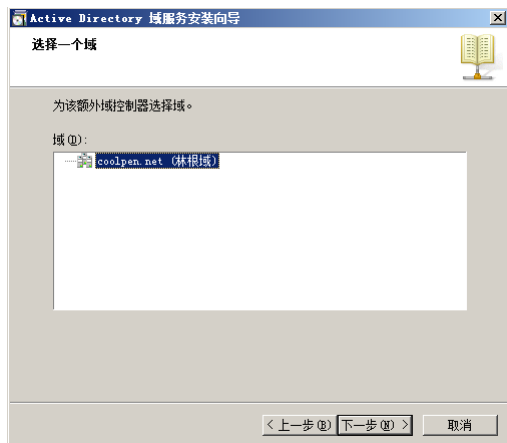 Active Directory 域服务安装向导
选择一个域
为该额外域控制器选择域。
域(D):
coolpen.net (林根域)
< 上一步(B) 下一步(N) > 取消